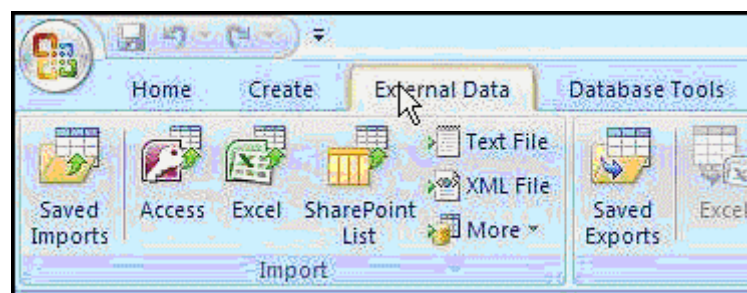 Home Create External Data Database Tools
Text File
XML File
Saved Imports
Access
Excel
SharePoint List
More
Saved Exports
Excel
Import